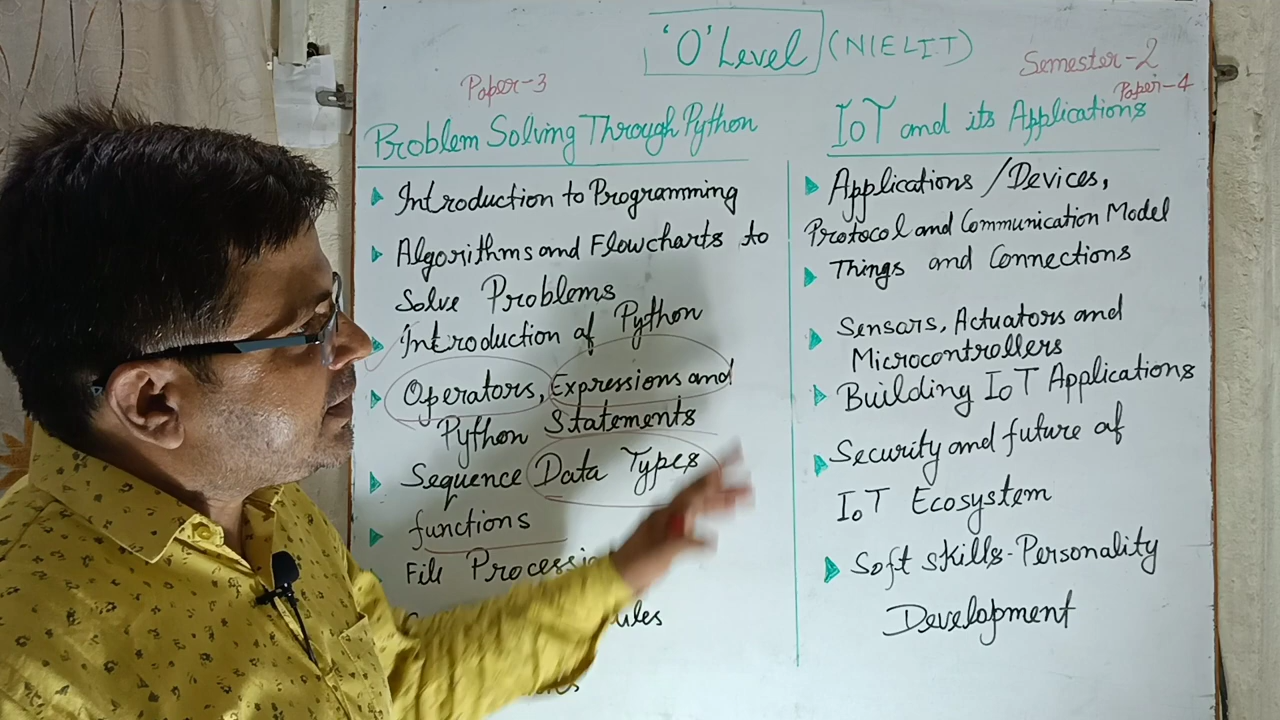 'O' Level (NIELIT)
Semester-2
Paper-3
Problem Solving Through Python
Introduction to Programming
Algorithms and Flowcharts to
Solve Problems
Introduction of Python
Operators, Expressions and
Python Statements
Sequence Data Types
functions
File
Paper-4
IoT and its Applications
Applications / Devices,
Protocol and Communication Model
Things and Connections
Sensars, Actuators and
Microcontrollers
Building IoT Applications
Security and future of
IoT Ecosystem
Soft skills-Personality
Development